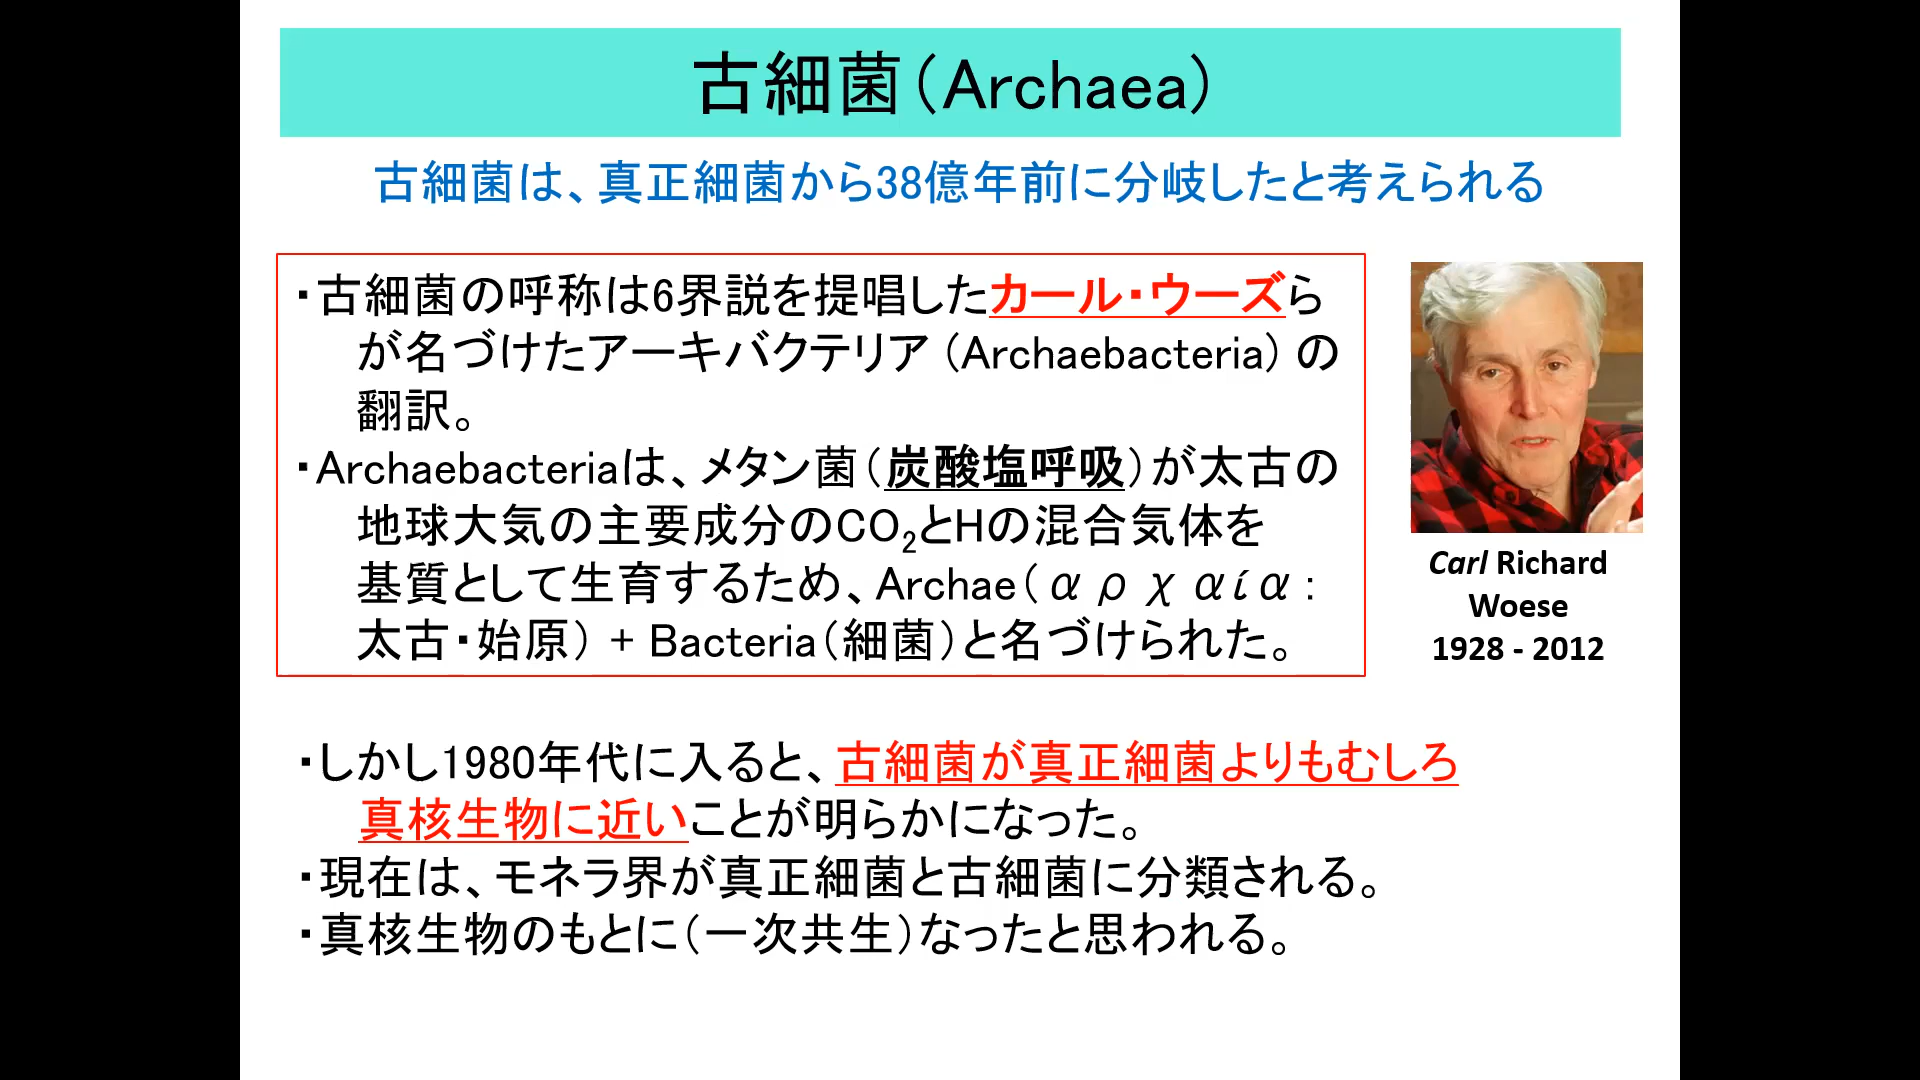 古細菌（Archaea）
古細菌は、真正細菌から38億年前に分岐したと考えられる
・古細菌の呼称は6界説を提唱したカール・ウーズら
が名づけたアーキバクテリア (Archaebacteria) の
翻訳。
・Archaebacteriaは、メタン菌（炭酸塩呼吸）が太古の
地球大気の主要成分のCO₂とHの混合気体を
基質として生育するため、Archae（αρχαία：
太古・始原） + Bacteria（細菌）と名づけられた。
Carl Richard
Woese
1928 - 2012
・しかし1980年代に入ると、古細菌が真正細菌よりもむしろ
真核生物に近いことが明らかになった。
・現在は、モネラ界が真正細菌と古細菌に分類される。
・真核生物のもとに（一次共生）なったと思われる。